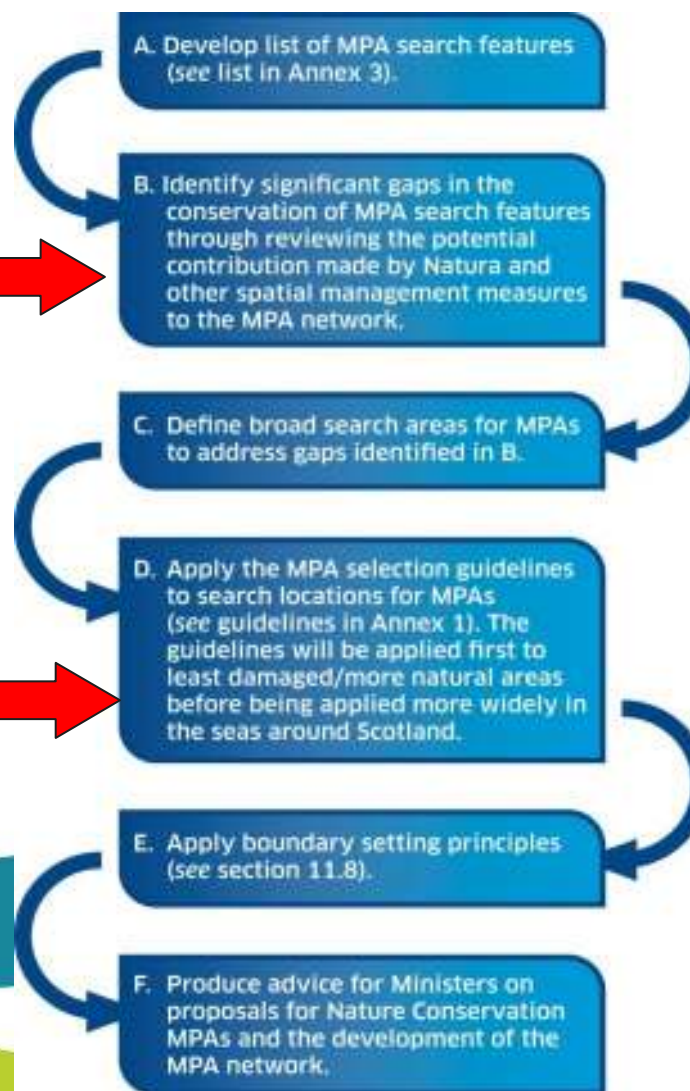 A. Develop list of MPA search features
(see list in Annex 3).
B. Identify significant gaps in the
conservation of MPA search features
through reviewing the potential
contribution made by Natura and
other spatial management measures
to the MPA network.
C. Define broad search areas for MPAs
to address gaps identified in B.
D. Apply the MPA selection guidelines
to search locations for MPAs
(see guidelines in Annex 1). The
guidelines will be applied first to
least damaged/more natural areas
before being applied more widely in
the seas around Scotland.
E. Apply boundary setting principles
(see section 11.8).
F. Produce advice for Ministers on
proposals for Nature Conservation
MPAs and the development of the
MPA network.